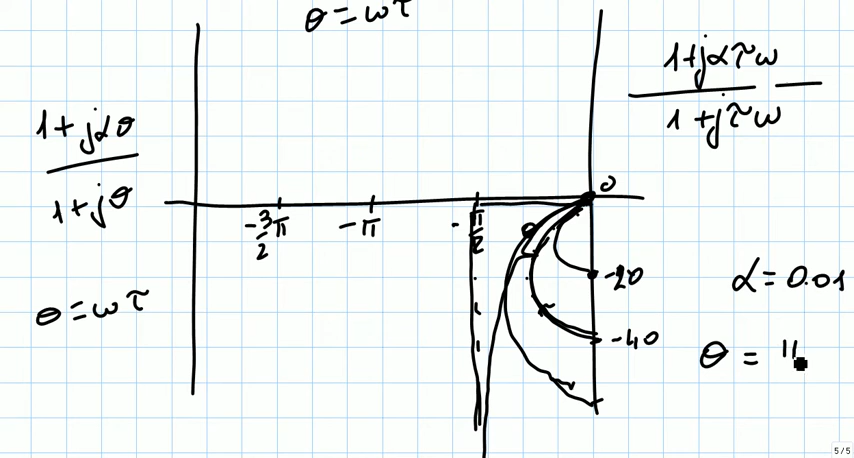 θ = ωτ
1 + jατω
1 + jτω
1 + jαθ
1 + jθ
θ = ωτ
0
-3/2 π
-π
-π/2
-20
-40
α = 0.01
θ =
5 / 5